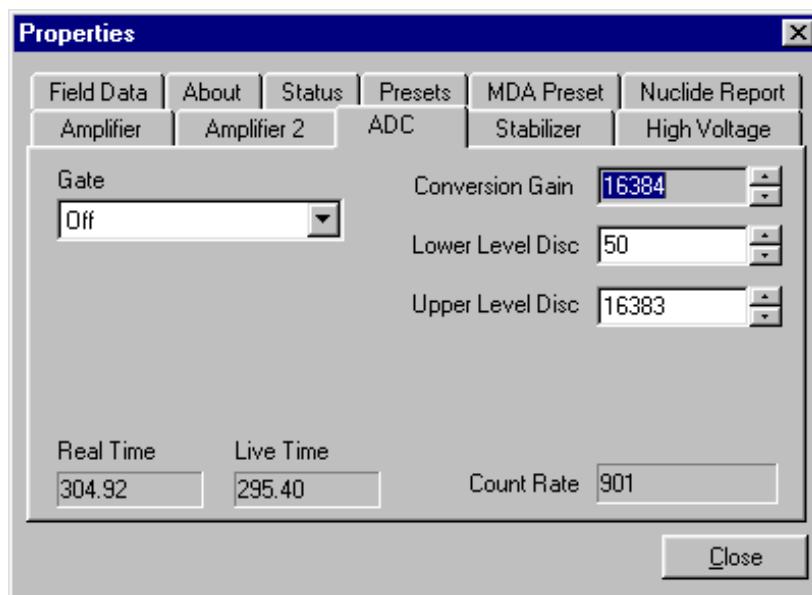 Properties
Field Data About Status Presets MDA Preset Nuclide Report
Amplifier Amplifier 2 ADC Stabilizer High Voltage
Gate
Off
Conversion Gain 16384
Lower Level Disc 50
Upper Level Disc 16383
Real Time Live Time
304.92 295.40
Count Rate 901
Close